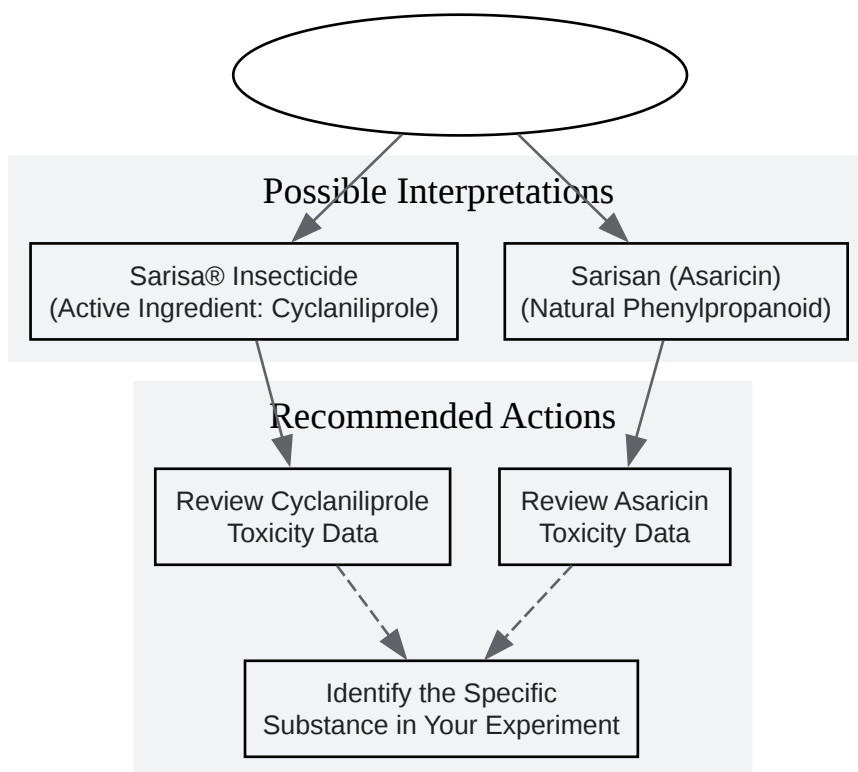 Possible Interpretations
Sarisa® Insecticide
(Active Ingredient: Cyclaniliprole)
Sarisan (Asaricin)
(Natural Phenylpropanoid)
Recommended Actions
Review Cyclaniliprole
Toxicity Data
Review Asaricin
Toxicity Data
Identify the Specific
Substance in Your Experiment